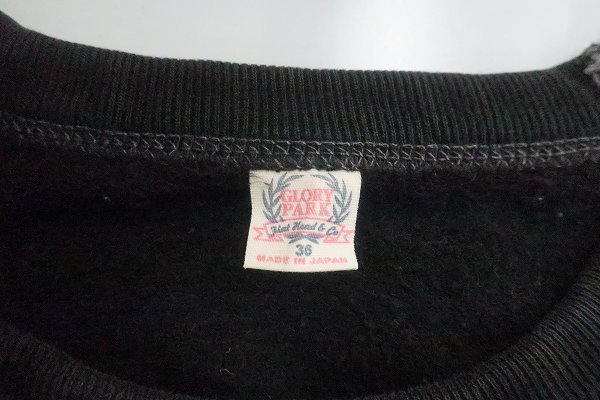 GLORY
PARK
Flat Head & Co
36
MADE IN JAPAN